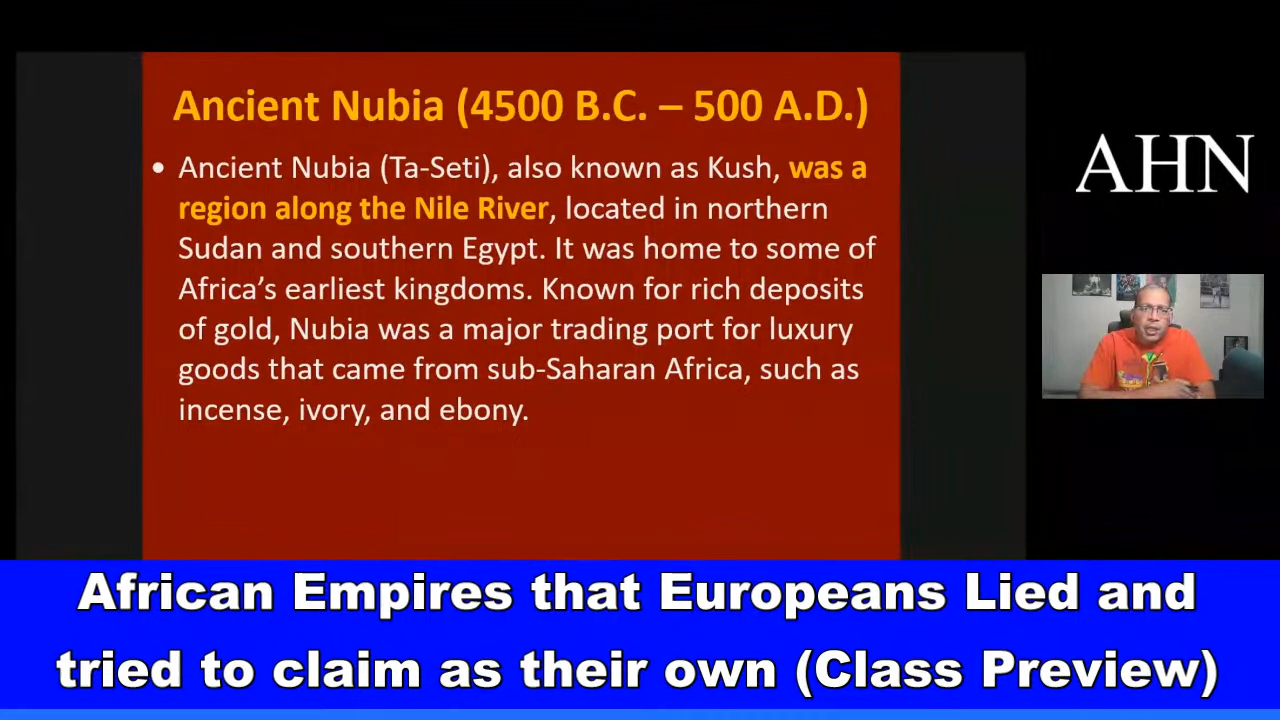 Ancient Nubia (4500 B.C. – 500 A.D.)
• Ancient Nubia (Ta-Seti), also known as Kush, was a
region along the Nile River, located in northern
Sudan and southern Egypt. It was home to some of
Africa's earliest kingdoms. Known for rich deposits
of gold, Nubia was a major trading port for luxury
goods that came from sub-Saharan Africa, such as
incense, ivory, and ebony.
AHN
African Empires that Europeans Lied and
tried to claim as their own (Class Preview)